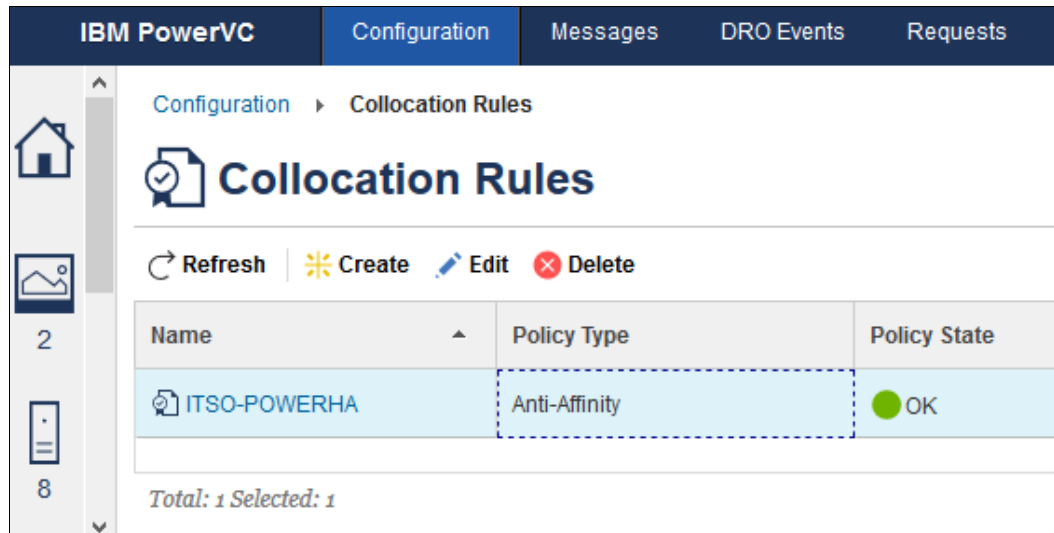 IBM PowerVC Configuration Messages DRO Events Requests
Configuration Collocation Rules
Collocation Rules
Refresh Create Edit Delete
2
Name Policy Type Policy State
ITSO-POWERHA Anti-Affinity OK
8
Total: 1 Selected: 1